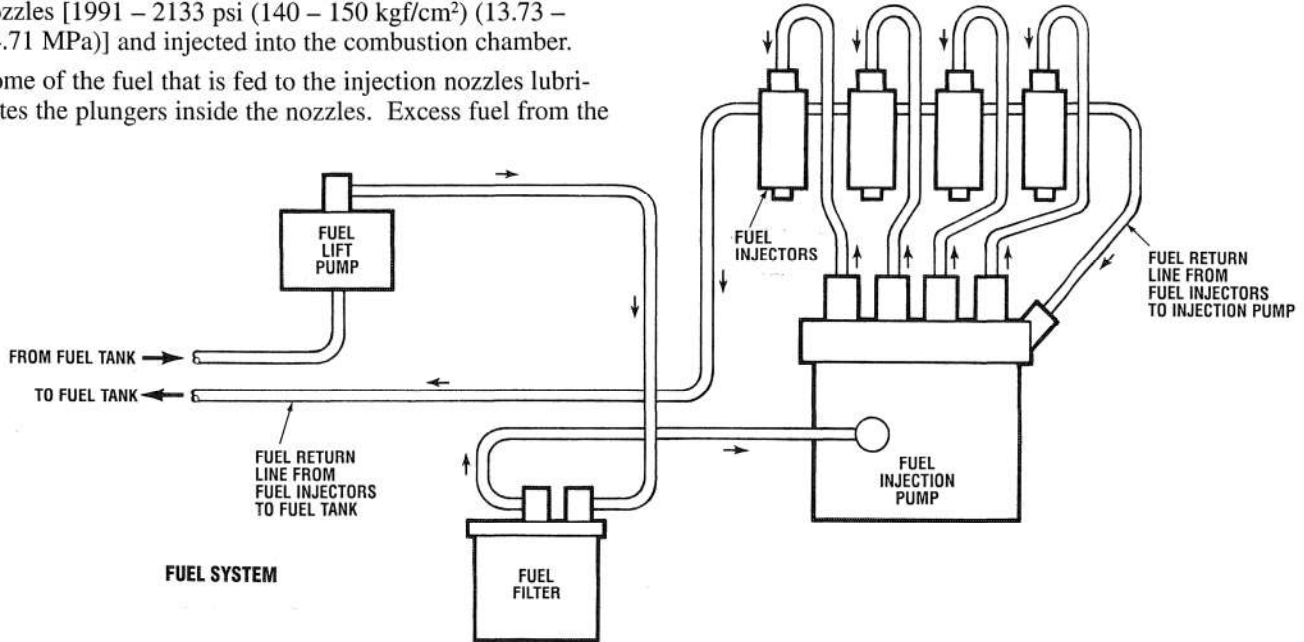 ozzles [1991 – 2133 psi (140 – 150 kgf/cm²) (13.73 –
.71 MPa)] and injected into the combustion chamber.
ome of the fuel that is fed to the injection nozzles lubri-
tes the plungers inside the nozzles. Excess fuel from the
FUEL
LIFT
PUMP
FUEL
INJECTORS
FUEL RETURN
LINE FROM
FUEL INJECTORS
TO INJECTION PUMP
FROM FUEL TANK
TO FUEL TANK
FUEL RETURN
LINE FROM
FUEL INJECTORS
TO FUEL TANK
FUEL
INJECTION
PUMP
FUEL SYSTEM
FUEL
FILTER